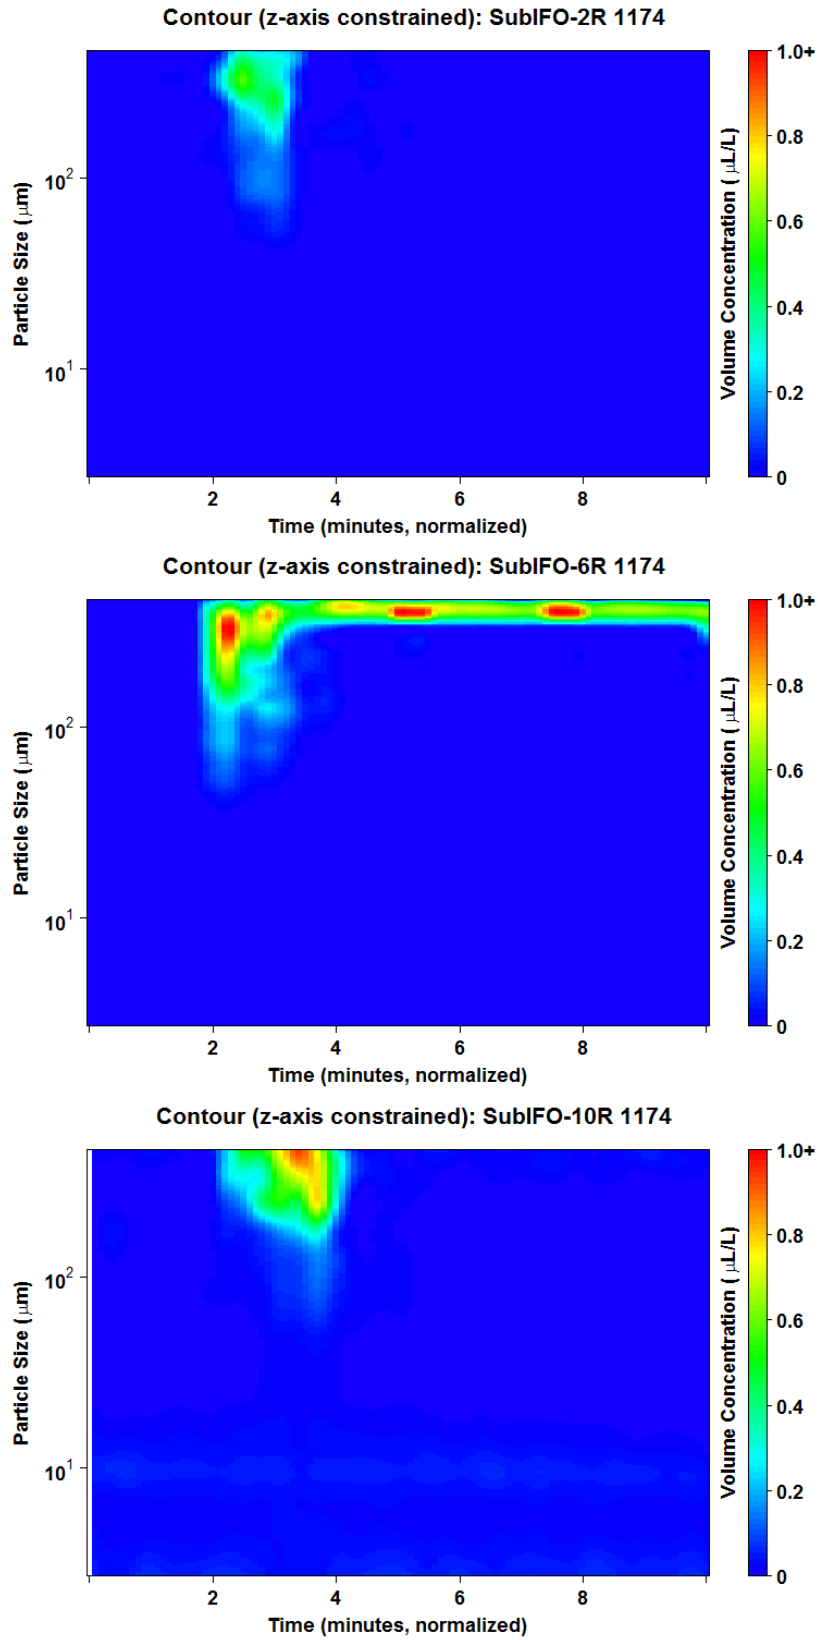 Contour (z-axis constrained): SubIFO-2R 1174
Particle Size (μm)
10²
10¹
2 4 6 8
Time (minutes, normalized)
1.0+
0.8
0.6
0.4
0.2
0
Volume Concentration ( μL/L)
Contour (z-axis constrained): SubIFO-6R 1174
Particle Size (μm)
10²
10¹
2 4 6 8
Time (minutes, normalized)
1.0+
0.8
0.6
0.4
0.2
0
Volume Concentration ( μL/L)
Contour (z-axis constrained): SubIFO-10R 1174
Particle Size (μm)
10²
10¹
2 4 6 8
Time (minutes, normalized)
1.0+
0.8
0.6
0.4
0.2
0
Volume Concentration ( μL/L)